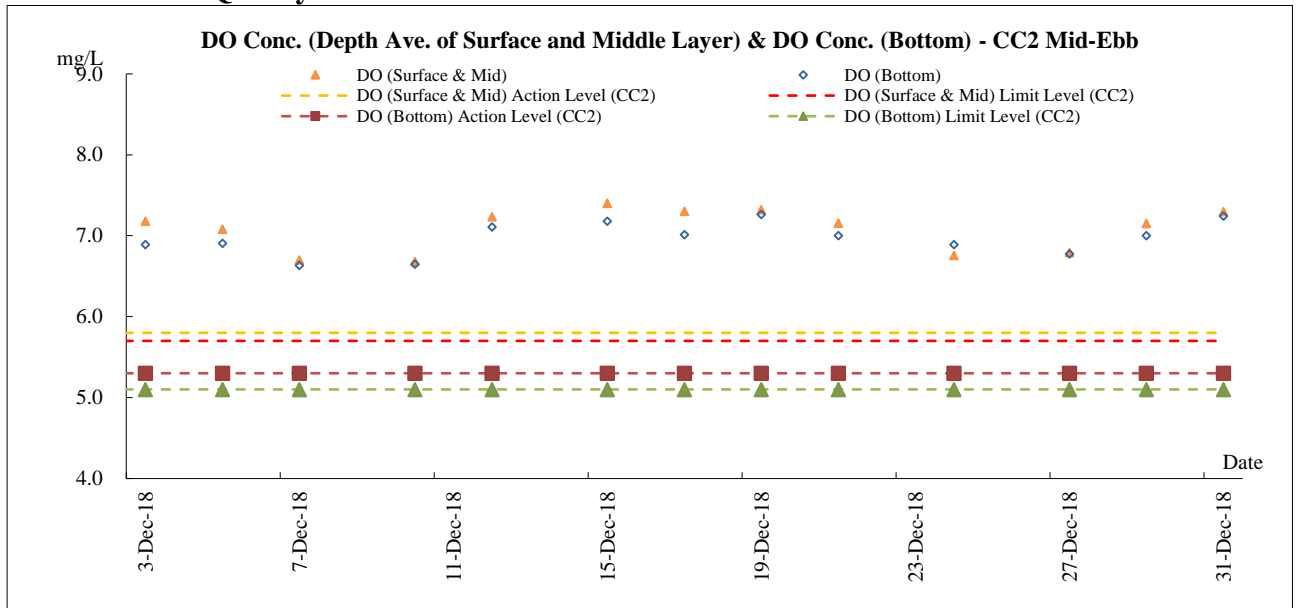 DO Conc. (Depth Ave. of Surface and Middle Layer) & DO Conc. (Bottom) - CC2 Mid-Ebb
mg/L
DO (Surface & Mid)
DO (Bottom)
DO (Surface & Mid) Action Level (CC2)
DO (Surface & Mid) Limit Level (CC2)
DO (Bottom) Action Level (CC2)
DO (Bottom) Limit Level (CC2)
9.0
8.0
7.0
6.0
5.0
4.0
Date
3-Dec-18
7-Dec-18
11-Dec-18
15-Dec-18
19-Dec-18
23-Dec-18
27-Dec-18
31-Dec-18